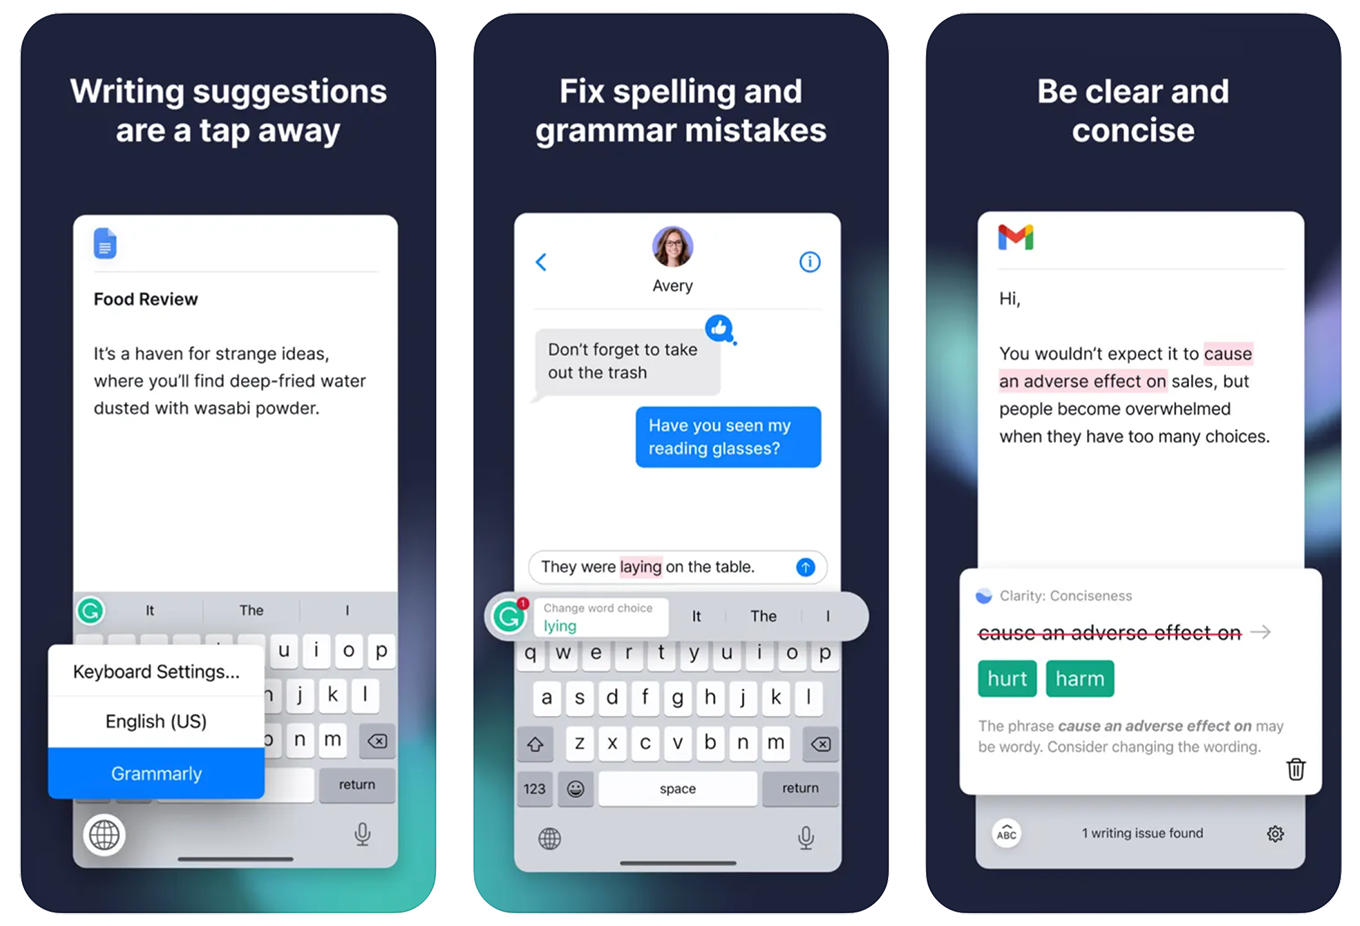 Writing suggestions
are a tap away
Food Review
It's a haven for strange ideas,
where you'll find deep-fried water
dusted with wasabi powder.
It The I
u i o p
j k l
n m
Keyboard Settings...
English (US)
Grammarly
return
Fix spelling and
grammar mistakes
Avery
Don't forget to take
out the trash
Have you seen my
reading glasses?
They were laying on the table.
1
Change word choice
lying
It The I
q w e r t y u i o p
a s d f g h j k l
z x c v b n m
123 space return
Be clear and
concise
Hi,
You wouldn't expect it to cause
an adverse effect on sales, but
people become overwhelmed
when they have too many choices.
Clarity: Conciseness
cause an adverse effect on
hurt harm
The phrase cause an adverse effect on may
be wordy. Consider changing the wording.
ABC 1 writing issue found